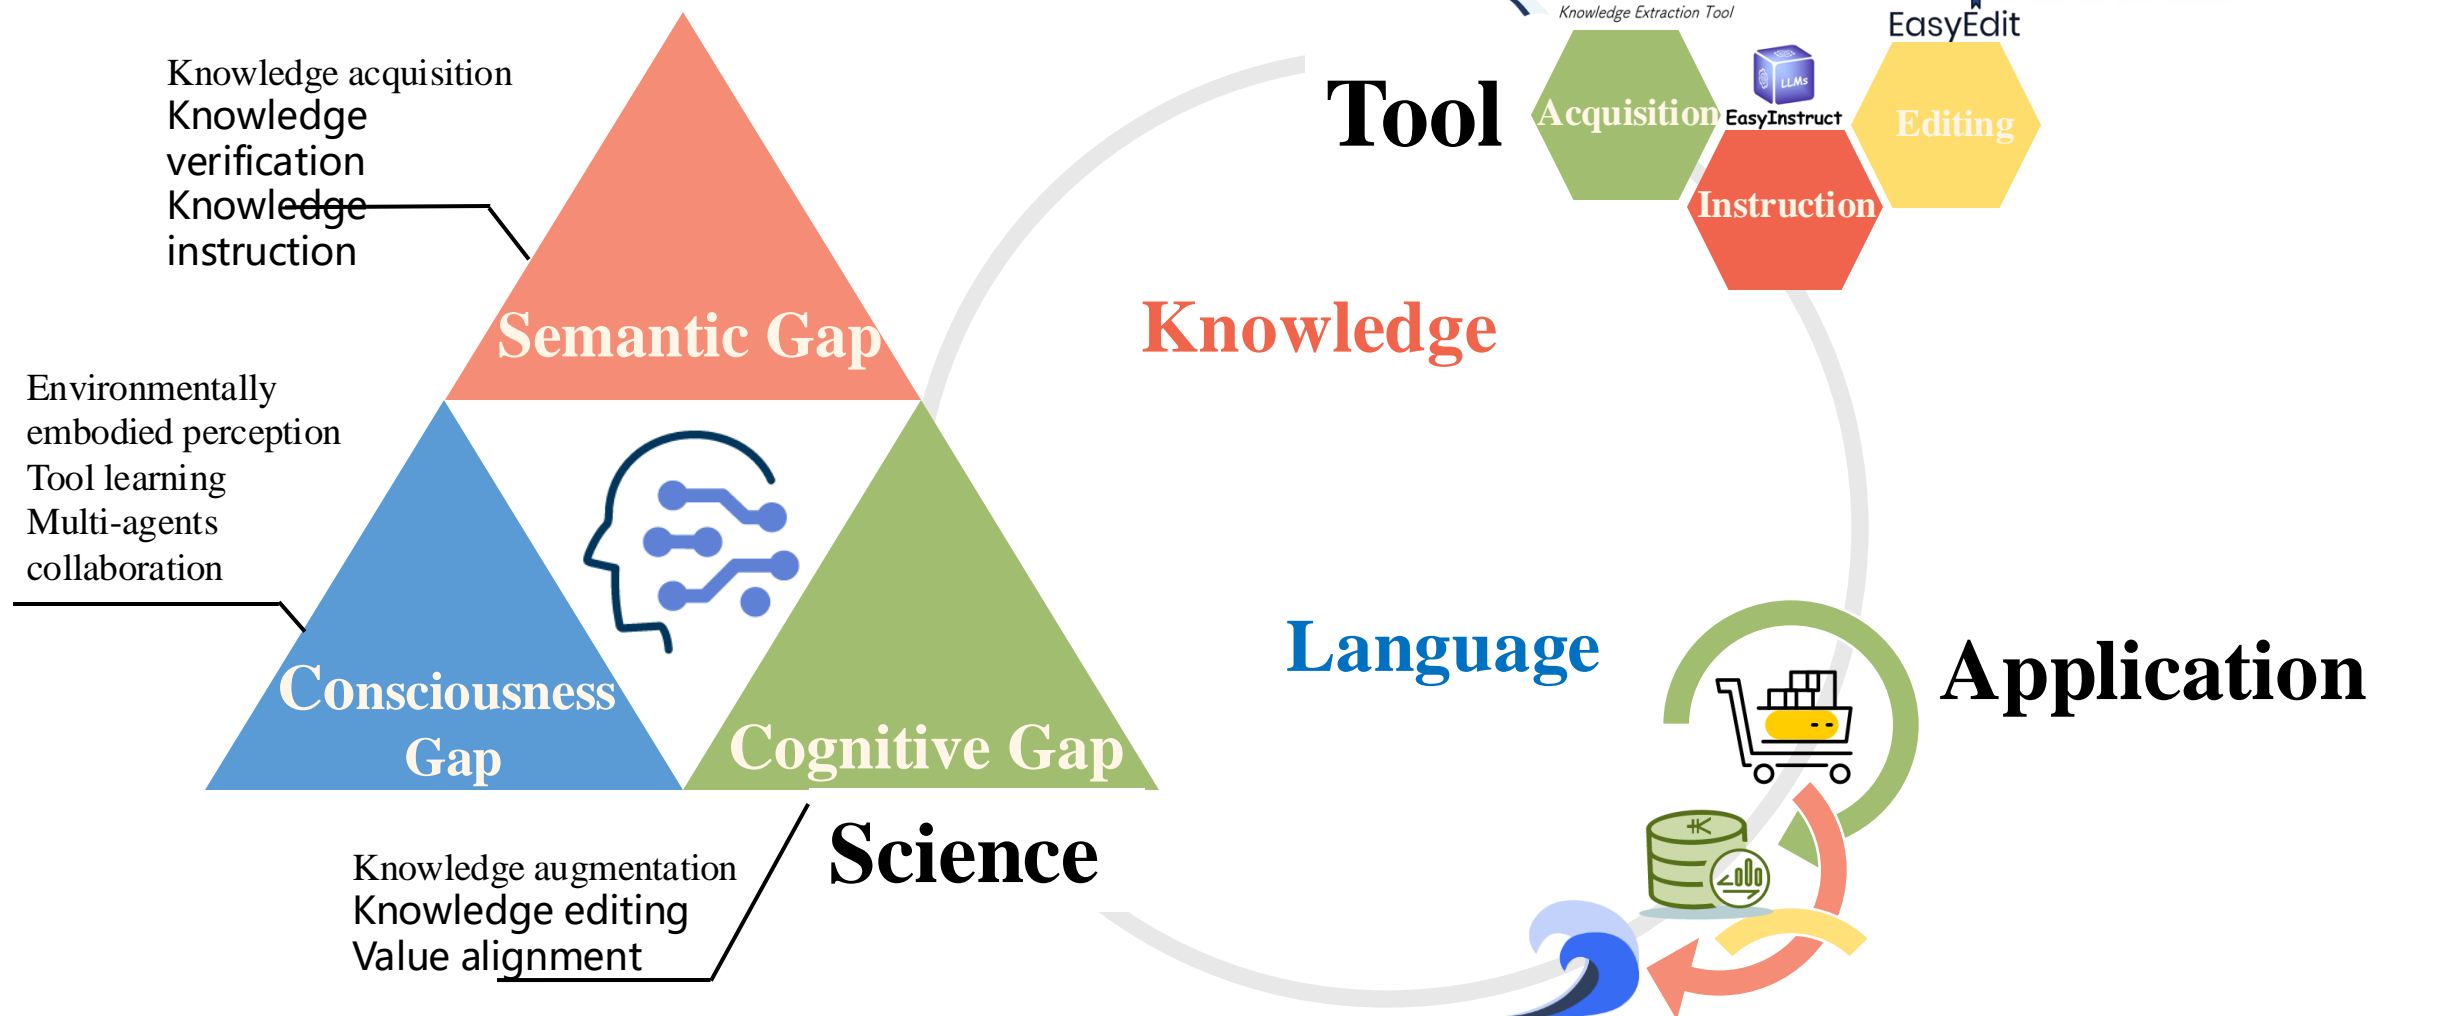 Knowledge acquisition
Knowledge
verification
Knowledge
instruction
Semantic Gap
Environmentally
embodied perception
Tool learning
Multi-agents
collaboration
Consciousness
Gap
Cognitive Gap
Knowledge augmentation
Knowledge editing
Value alignment
Science
Tool
Knowledge Extraction Tool
Acquisition
LLMs
EasyInstruct
Instruction
EasyEdit
Editing
Knowledge
Language
Application